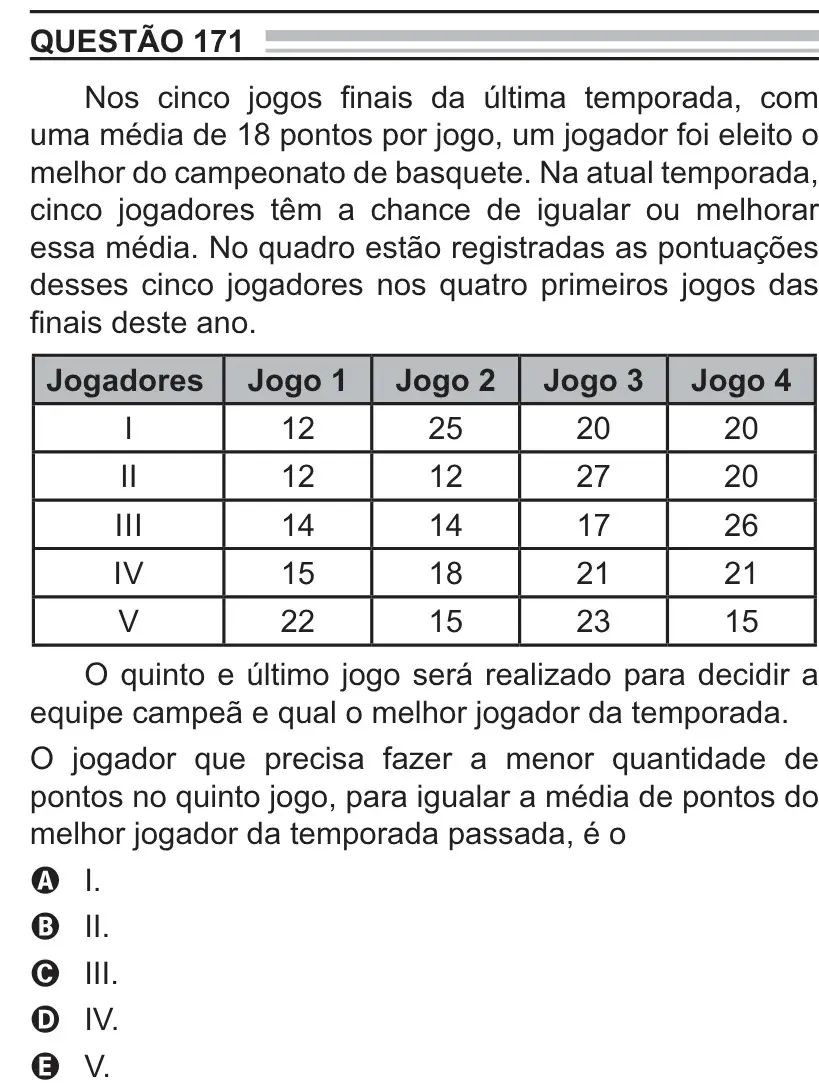 QUESTÃO 171
Nos cinco jogos finais da última temporada, com
uma média de 18 pontos por jogo, um jogador foi eleito o
melhor do campeonato de basquete. Na atual temporada,
cinco jogadores têm a chance de igualar ou melhorar
essa média. No quadro estão registradas as pontuações
desses cinco jogadores nos quatro primeiros jogos das
finais deste ano.
Jogadores Jogo 1 Jogo 2 Jogo 3 Jogo 4
I 12 25 20 20
II 12 12 27 20
III 14 14 17 26
IV 15 18 21 21
V 22 15 23 15
O quinto e último jogo será realizado para decidir a
equipe campeã e qual o melhor jogador da temporada.
O jogador que precisa fazer a menor quantidade de
pontos no quinto jogo, para igualar a média de pontos do
melhor jogador da temporada passada, é o
A I.
B II.
C III.
D IV.
E V.